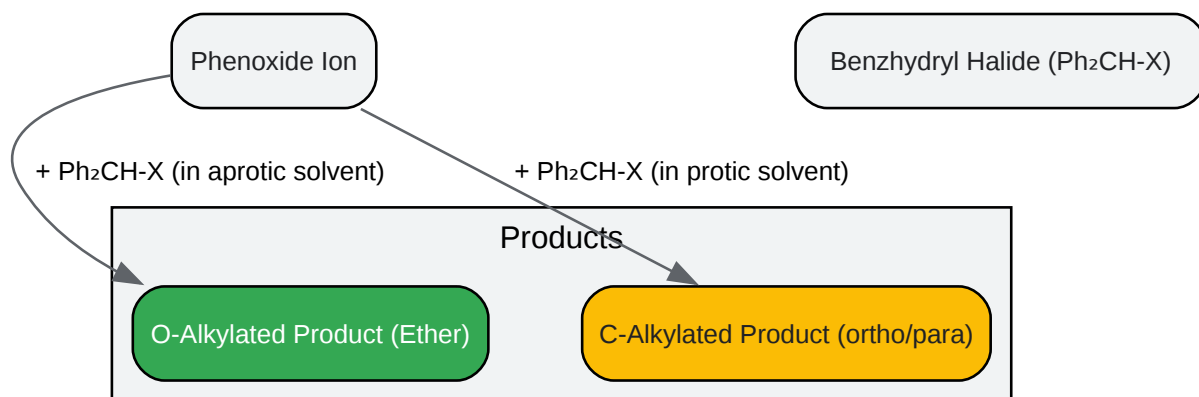 Phenoxide Ion
Benzhydryl Halide (Ph₂CH-X)
+ Ph₂CH-X (in aprotic solvent)
+ Ph₂CH-X (in protic solvent)
Products
O-Alkylated Product (Ether)
C-Alkylated Product (ortho/para)